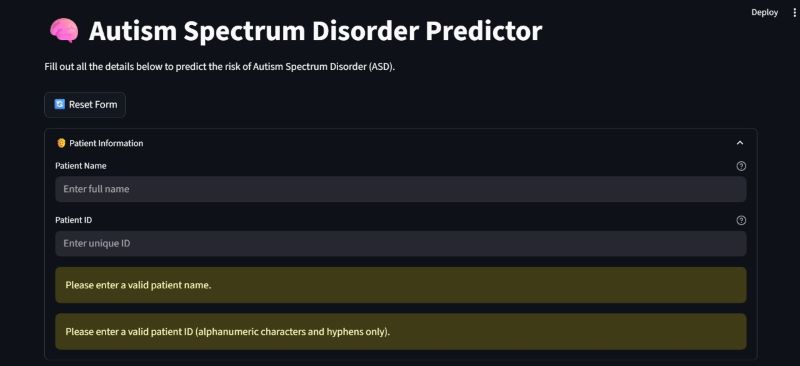 Deploy
Autism Spectrum Disorder Predictor
Fill out all the details below to predict the risk of Autism Spectrum Disorder (ASD).
Reset Form
Patient Information
Patient Name
Enter full name
Patient ID
Enter unique ID
Please enter a valid patient name.
Please enter a valid patient ID (alphanumeric characters and hyphens only).